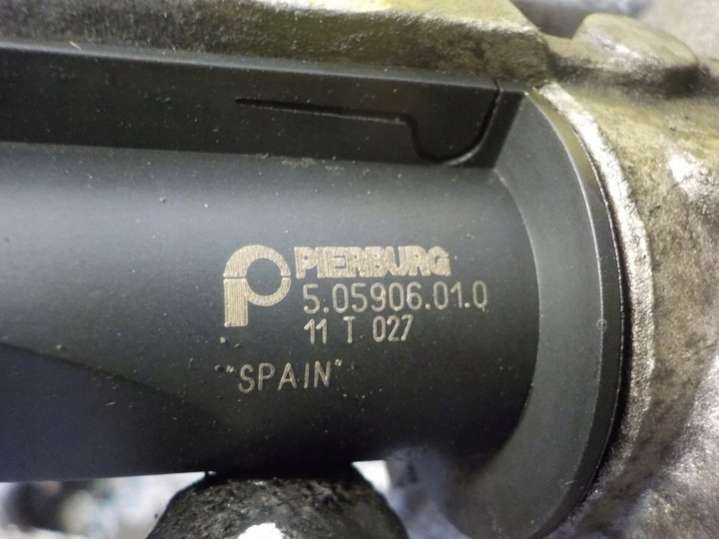 PIERBURG
5.05906.01.0
11 T 027
"SPAIN"